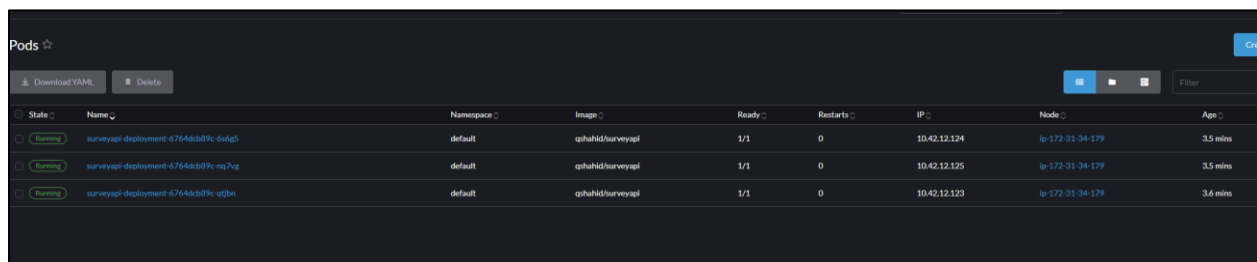 Pods
Cre
Download YAML Delete Filter
State Name Namespace Image Ready Restarts IP Node Age
Running surveyapi-deployment-6764dcb89c-6s6g5 default qshahid/surveyapi 1/1 0 10.42.12.124 ip-172-31-34-179 3.5 mins
Running surveyapi-deployment-6764dcb89c-nq7vg default qshahid/surveyapi 1/1 0 10.42.12.125 ip-172-31-34-179 3.5 mins
Running surveyapi-deployment-6764dcb89c-qtjbn default qshahid/surveyapi 1/1 0 10.42.12.123 ip-172-31-34-179 3.6 mins